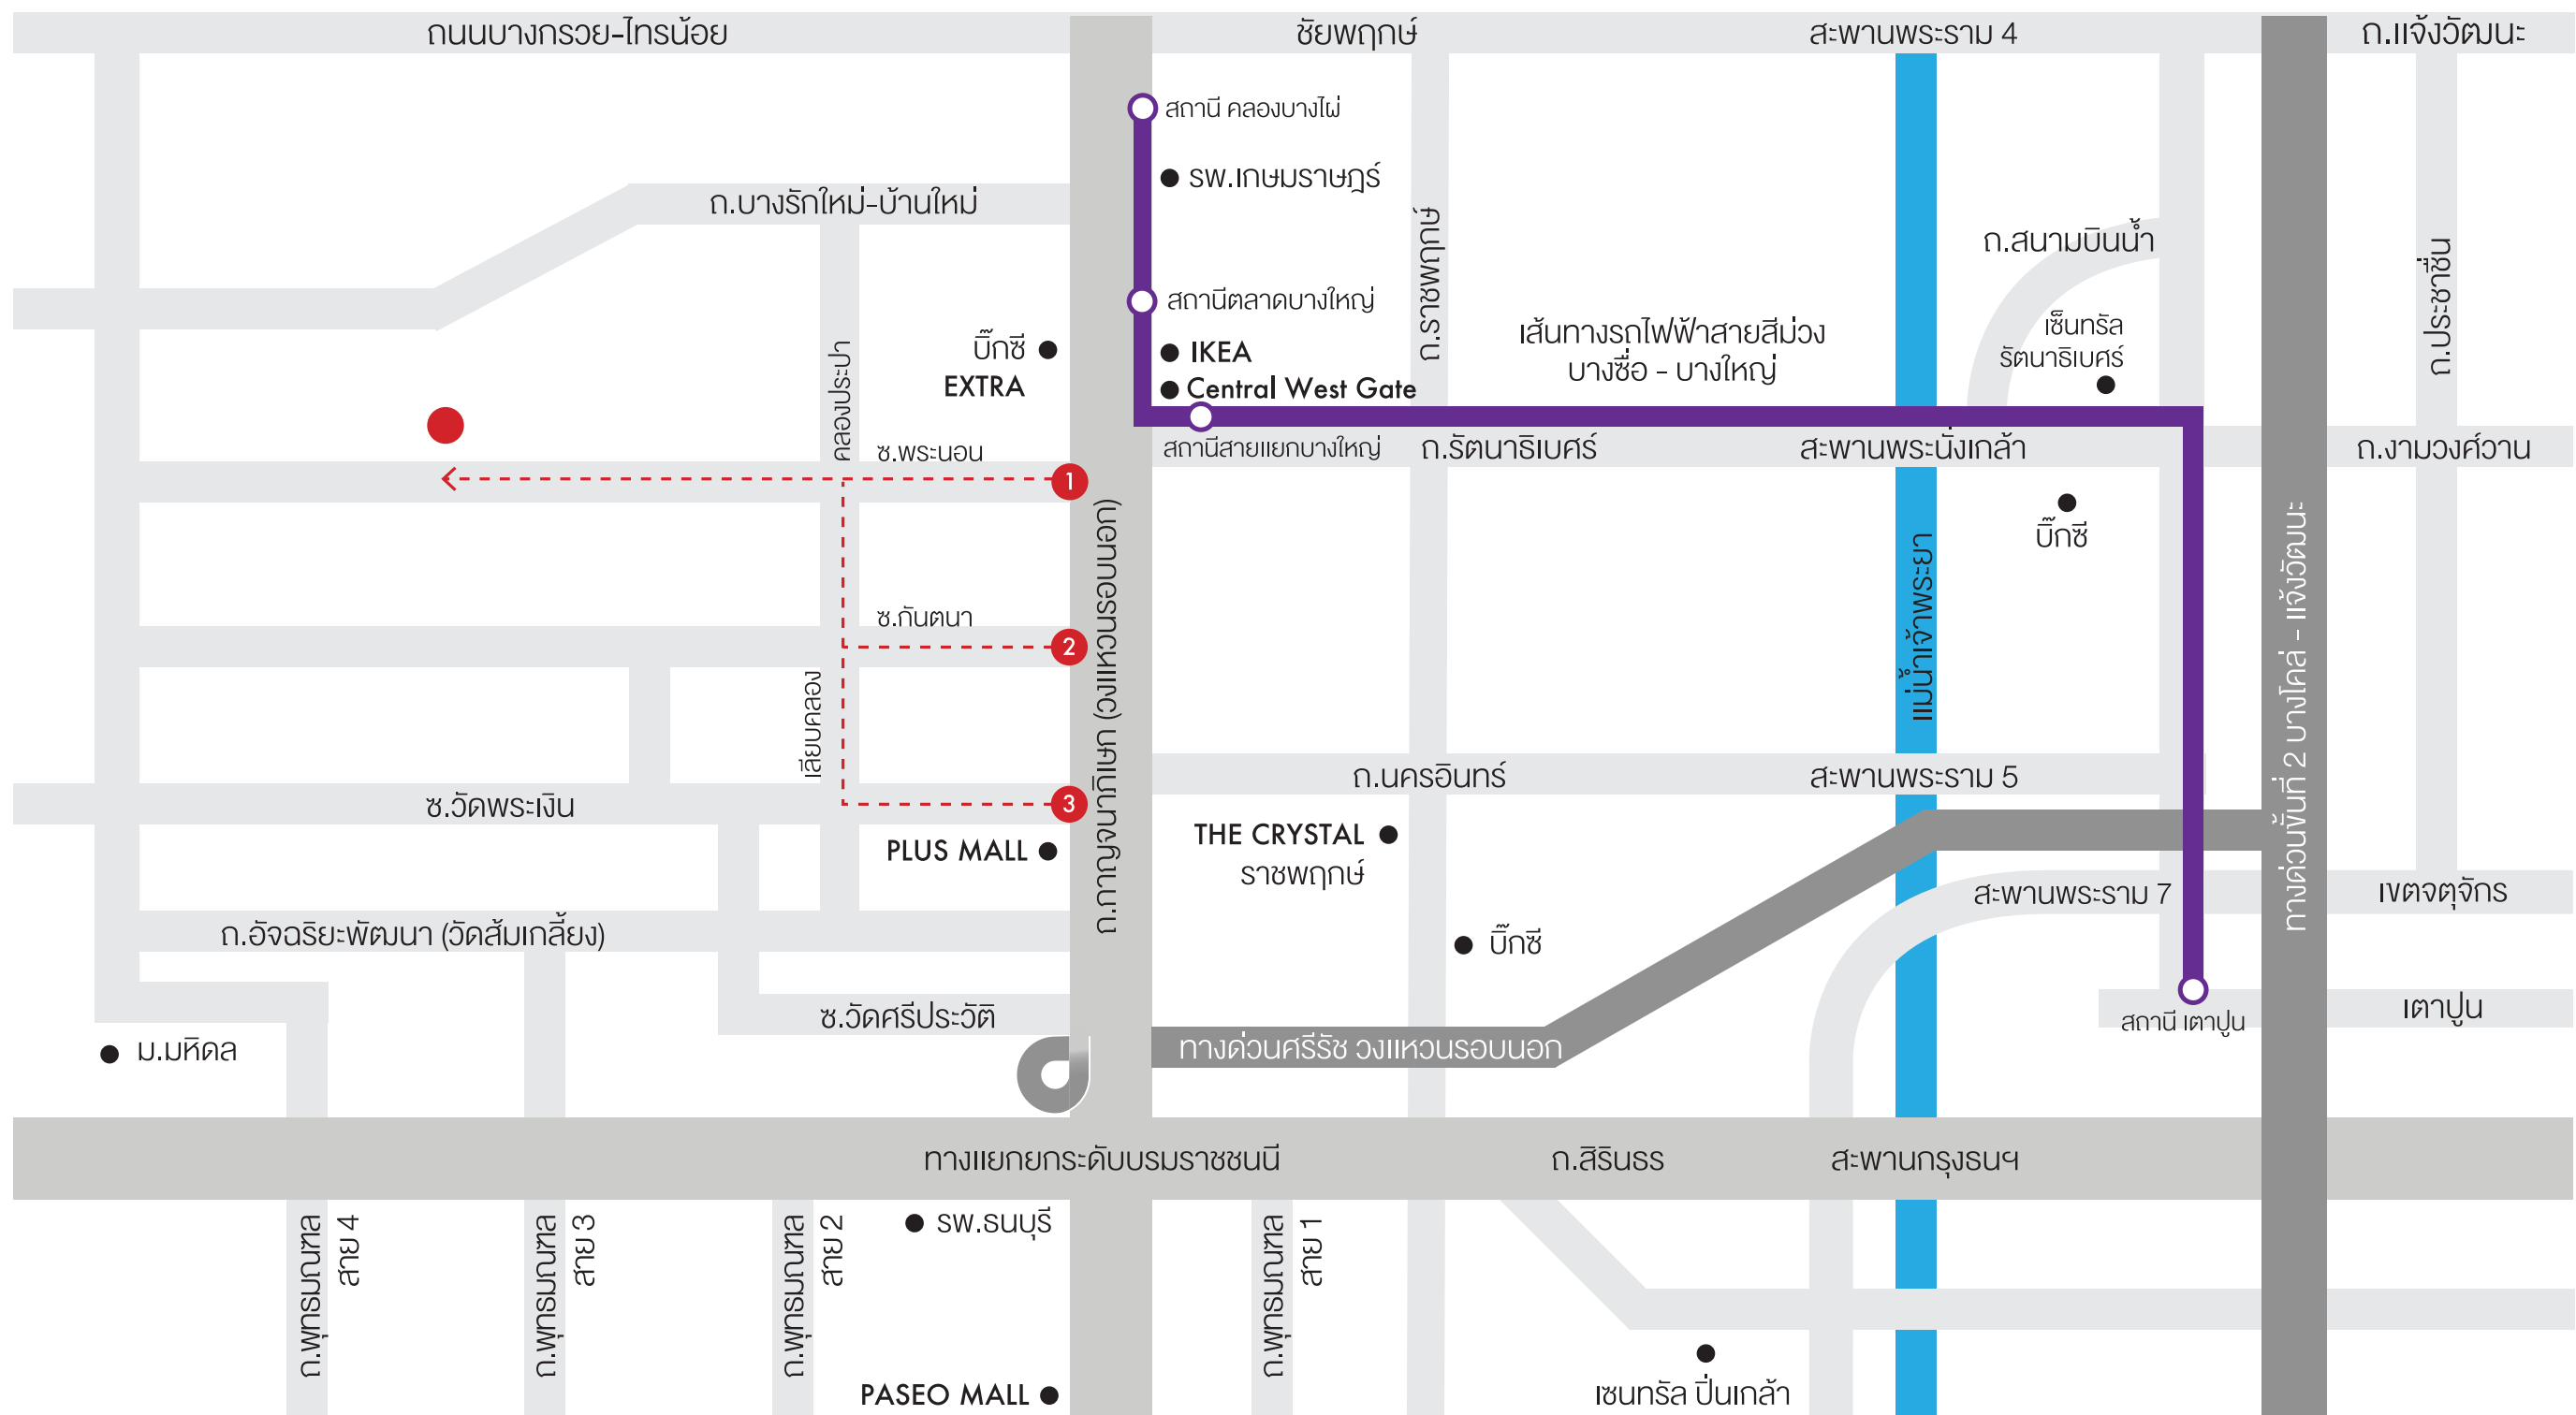 ถนนบางกรวย-ไทรน้อย
ชัยพฤกษ์
สะพานพระราม 4
ถ.แจ้งวัฒนะ
สถานี คลองบางไผ่
รพ.เกษมราษฎร์
ถ.บางรักใหม่-บ้านใหม่
ถ.ราชพฤกษ์
ถ.สนามบินน้ำ
ถ.ประชาชื่น
สถานีตลาดบางใหญ่
บิ๊กซี
EXTRA
IKEA
Central West Gate
เส้นทางรถไฟฟ้าสายสีม่วง
บางซื่อ - บางใหญ่
เซ็นทรัล
รัตนาธิเบศร์
คลองประปา
ซ.พระนอน
สถานีสายแยกบางใหญ่
ถ.รัตนาธิเบศร์
สะพานพระนั่งเกล้า
ถ.งามวงศ์วาน
1
บิ๊กซี
ถ.กาญจนาภิเษก (วงแหวนรอบนอก)
แม่น้ำเจ้าพระยา
ทางด่วนขั้นที่ 2 บางโคล่ - แจ้งวัฒนะ
ซ.กันตนา
2
เลียบคลอง
ซ.วัดพระเงิน
3
ถ.นครอินทร์
สะพานพระราม 5
PLUS MALL
THE CRYSTAL
ราชพฤกษ์
สะพานพระราม 7
เขตจตุจักร
ถ.อัจฉริยะพัฒนา (วัดส้มเกลี้ยง)
บิ๊กซี
ซ.วัดศรีประวัติ
สถานี เตาปูน
เตาปูน
ม.มหิดล
ทางด่วนศรีรัช วงแหวนรอบนอก
ทางแยกยกระดับบรมราชชนนี
ถ.สิรินธร
สะพานกรุงธนฯ
ถ.พุทธมณฑล
สาย 4
ถ.พุทธมณฑล
สาย 3
ถ.พุทธมณฑล
สาย 2
รพ.ธนบุรี
ถ.พุทธมณฑล
สาย 1
PASEO MALL
เซนทรัล ปิ่นเกล้า